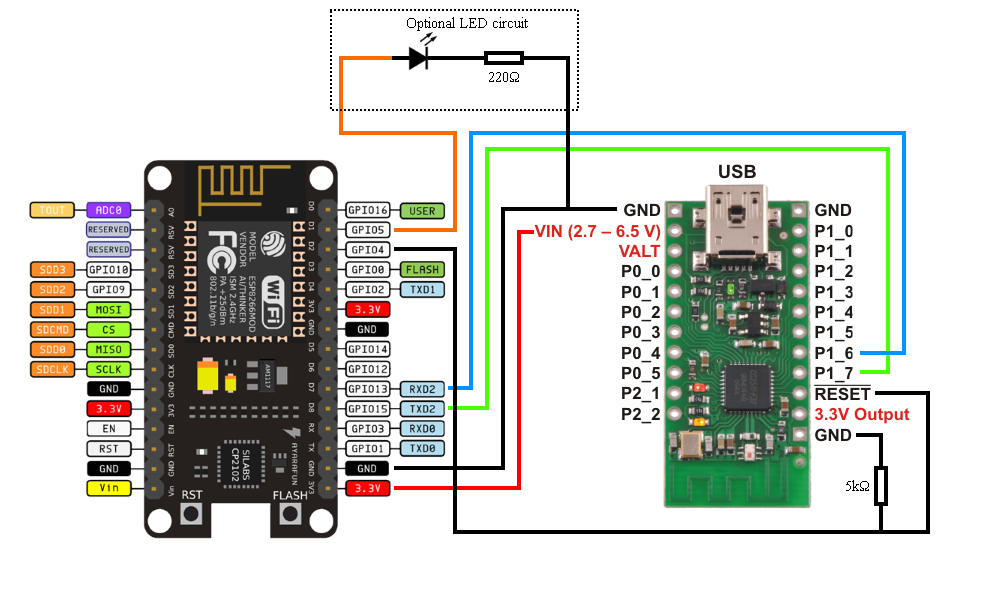 Optional LED circuit
220Ω
USB
TOUT ADC0 A0
RESERVED RSV
RESERVED RSV
SDD3 GPIO10 SD3
SDD2 GPIO9 SD2
SDD1 MOSI SD1
SDCMD CS CMD
SDD0 MISO SD0
SDCLK SCLK CLK
GND GND
3.3V 3V3
EN EN
RST RST
GND GND
Vin Vin
MODEL ESP8266MOD
VENDOR AI/THINKER
ISM 2.4GHz
PA +25dBm
802.11b/g/n
FC
WiFi
AM1117
SILABS
CP2102
AYARAFUN
RST
FLASH
D0 GPIO16 USER
D1 GPIO5
D2 GPIO4
D3 GPIO0 FLASH
D4 GPIO2 TXD1
3V3 3.3V
GND GND
D5 GPIO14
D6 GPIO12
D7 GPIO13 RXD2
D8 GPIO15 TXD2
RX GPIO3 RXD0
TX GPIO1 TXD0
GND GND
3V3 3.3V
GND
VIN (2.7 – 6.5 V)
VALT
P0_0
P0_1
P0_2
P0_3
P0_4
P0_5
P2_1
P2_2
GND
P1_0
P1_1
P1_2
P1_3
P1_4
P1_5
P1_6
P1_7
RESET
3.3V Output
GND
5kΩ